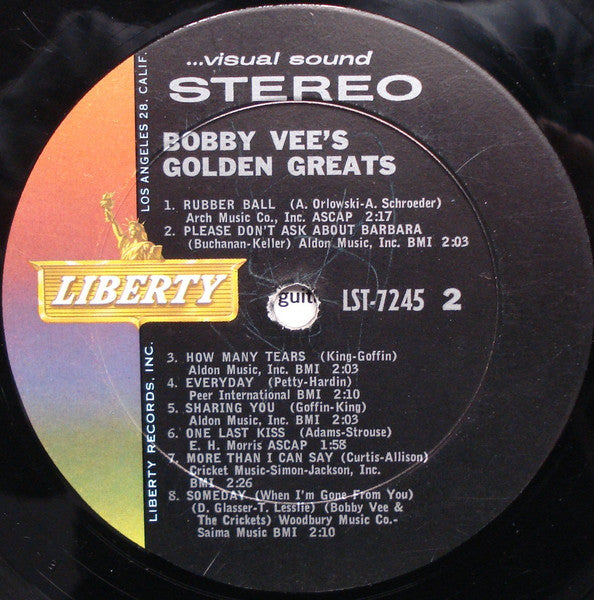 ...visual sound
STEREO
BOBBY VEE'S
GOLDEN GREATS
1. RUBBER BALL (A. Orlowski-A. Schroeder)
Arch Music Co., Inc. ASCAP 2:17
2. PLEASE DON'T ASK ABOUT BARBARA
(Buchanan-Keller) Aldon Music, Inc. BMI 2:03
LIBERTY
guit
LST-7245 2
3. HOW MANY TEARS (King-Goffin)
Aldon Music, Inc. BMI 2:03
4. EVERYDAY (Petty-Hardin)
Peer International BMI 2:10
5. SHARING YOU (Goffin-King)
Aldon Music, Inc. BMI 2:03
6. ONE LAST KISS (Adams-Strouse)
E. H. Morris ASCAP 1:58
7. MORE THAN I CAN SAY (Curtis-Allison)
Cricket Music-Simon-Jackson, Inc.
BMI 2:26
8. SOMEDAY (When I'm Gone From You)
(D. Glasser-T. Lesslie) (Bobby Vee &
The Crickets) Woodbury Music Co.-
Saima Music BMI 2:10
LIBERTY RECORDS, INC.
LOS ANGELES 28, CALIF.